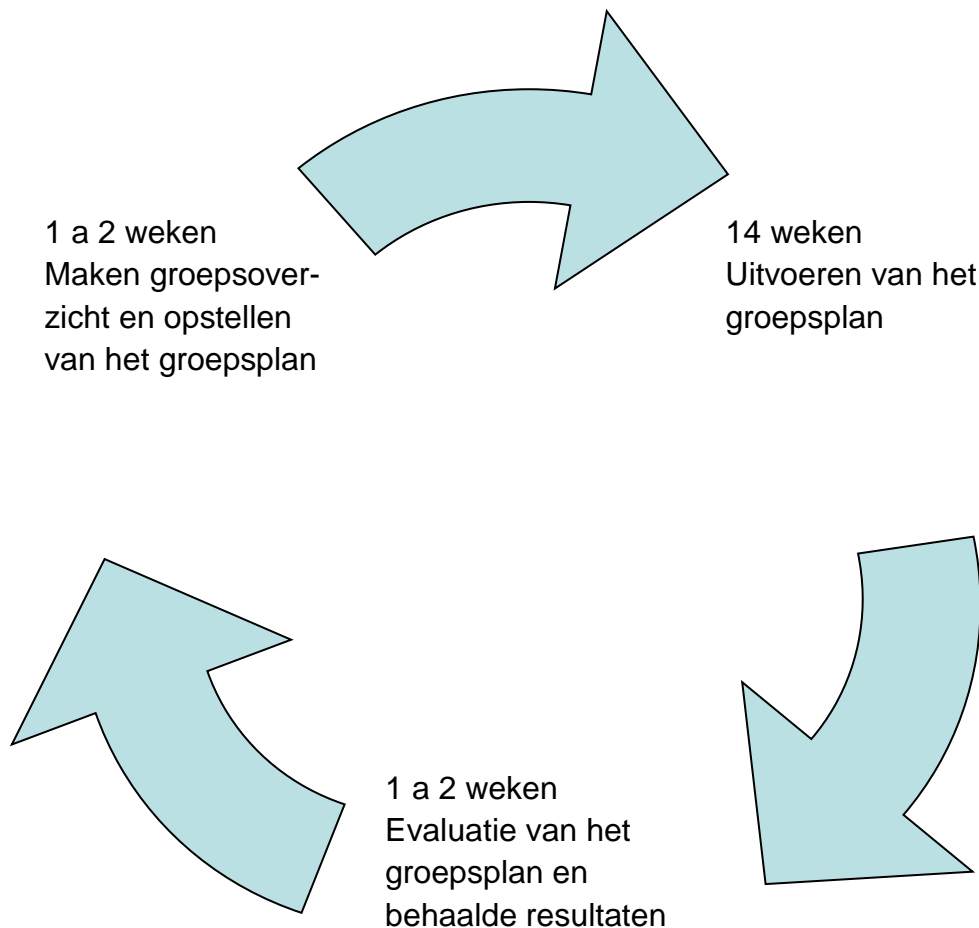 1 a 2 weken
Maken groepsover-
zicht en opstellen
van het groepsplan
14 weken
Uitvoeren van het
groepsplan
1 a 2 weken
Evaluatie van het
groepsplan en
behaalde resultaten